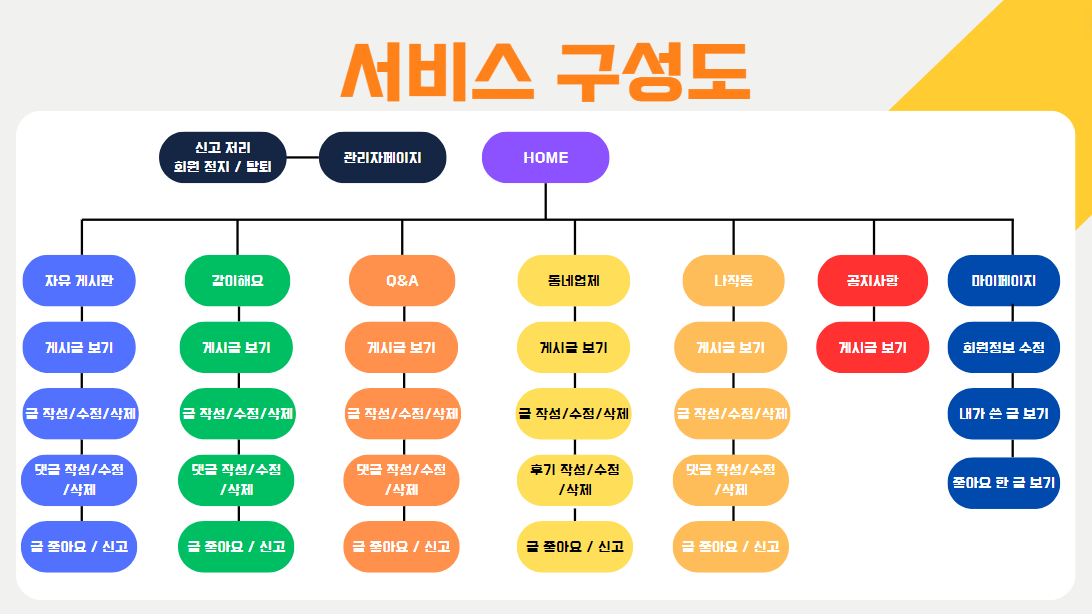 서비스 구성도
신고 처리
회원 정지 / 탈퇴
관리자페이지
HOME
자유 게시판
같이해요
Q&A
동네업체
나작동
공지사항
마이페이지
게시글 보기
게시글 보기
게시글 보기
게시글 보기
게시글 보기
게시글 보기
회원정보 수정
글 작성/수정/삭제
글 작성/수정/삭제
글 작성/수정/삭제
글 작성/수정/삭제
글 작성/수정/삭제
내가 쓴 글 보기
댓글 작성/수정
/삭제
댓글 작성/수정
/삭제
댓글 작성/수정
/삭제
후기 작성/수정
/삭제
댓글 작성/수정
/삭제
좋아요 한 글 보기
글 좋아요 / 신고
글 좋아요 / 신고
글 좋아요 / 신고
글 좋아요 / 신고
글 좋아요 / 신고